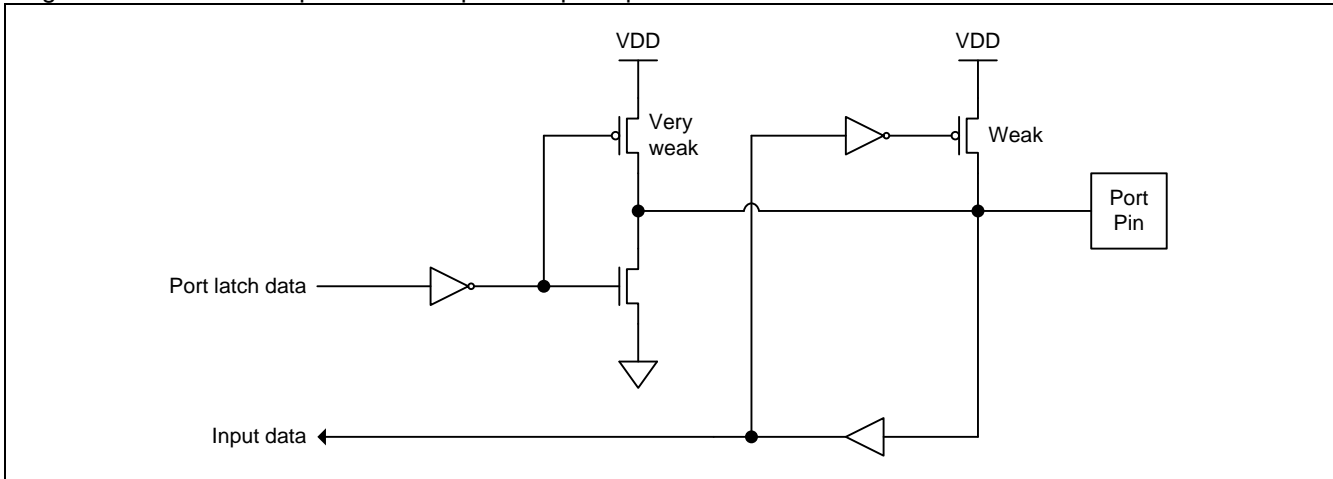 VDD
VDD
Very
weak
Weak
Port
Pin
Port latch data
Input data